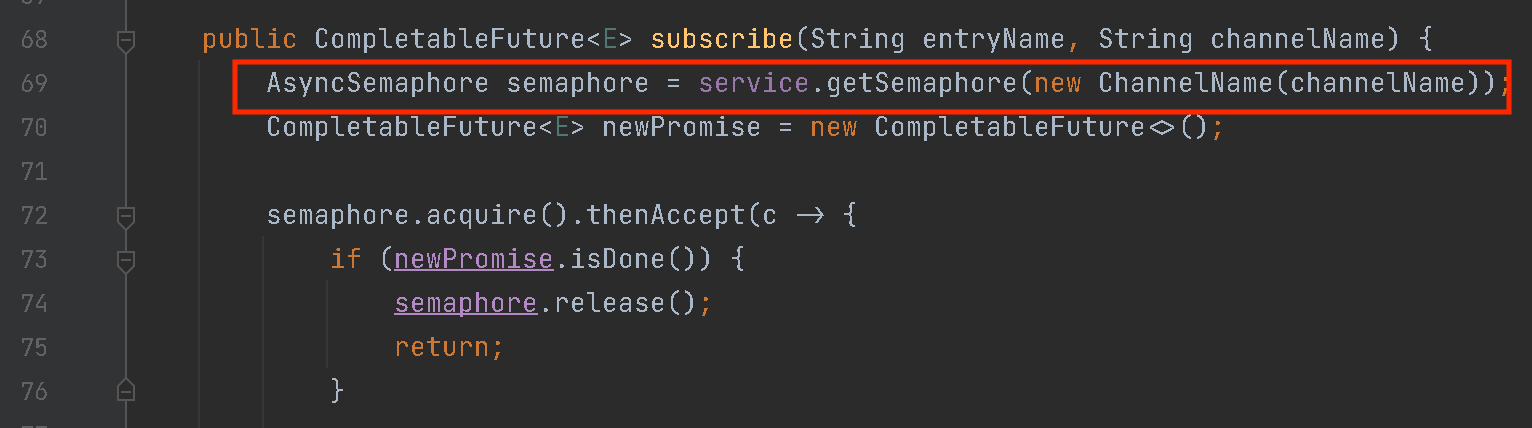 68 public CompletableFuture<E> subscribe(String entryName, String channelName) {
69 AsyncSemaphore semaphore = service.getSemaphore(new ChannelName(channelName));
70 CompletableFuture<E> newPromise = new CompletableFuture<>();
71
72 semaphore.acquire().thenAccept(c -> {
73 if (newPromise.isDone()) {
74 semaphore.release();
75 return;
76 }